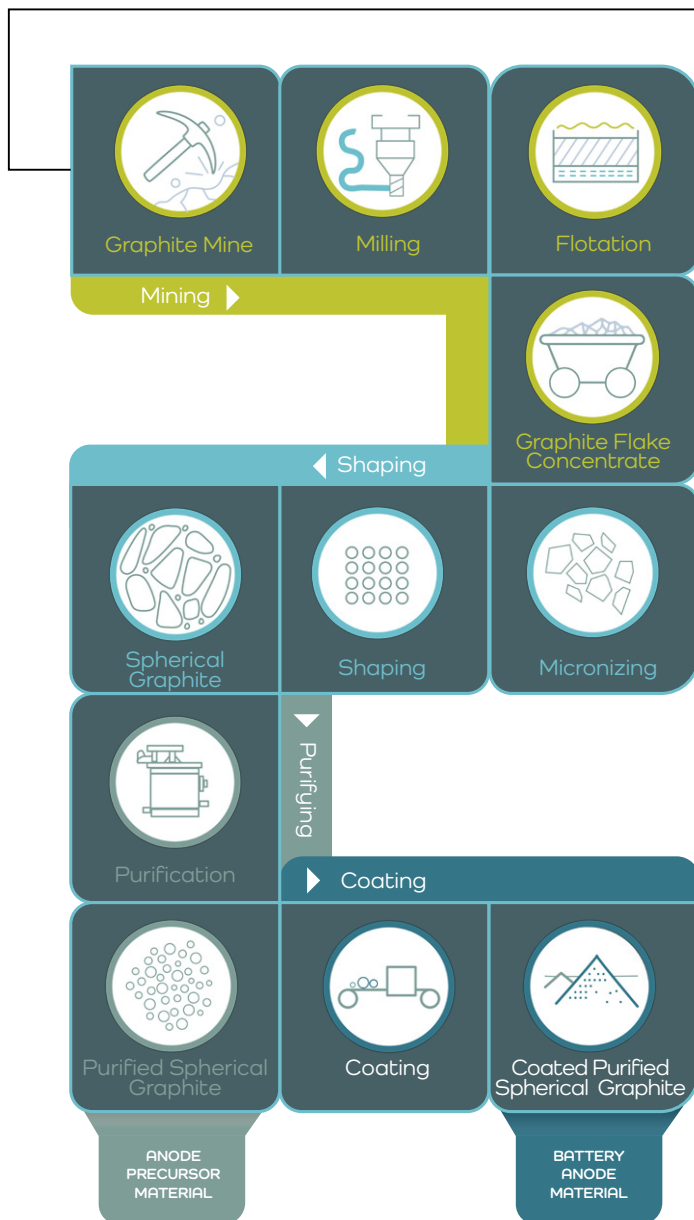 Graphite Mine
Milling
Flotation
Mining
Graphite Flake
Concentrate
Shaping
Spherical
Graphite
Shaping
Micronizing
Purification
Purifying
Coating
Purified Spherical
Graphite
Coating
Coated Purified
Spherical Graphite
ANODE
PRECURSOR
MATERIAL
BATTERY
ANODE
MATERIAL